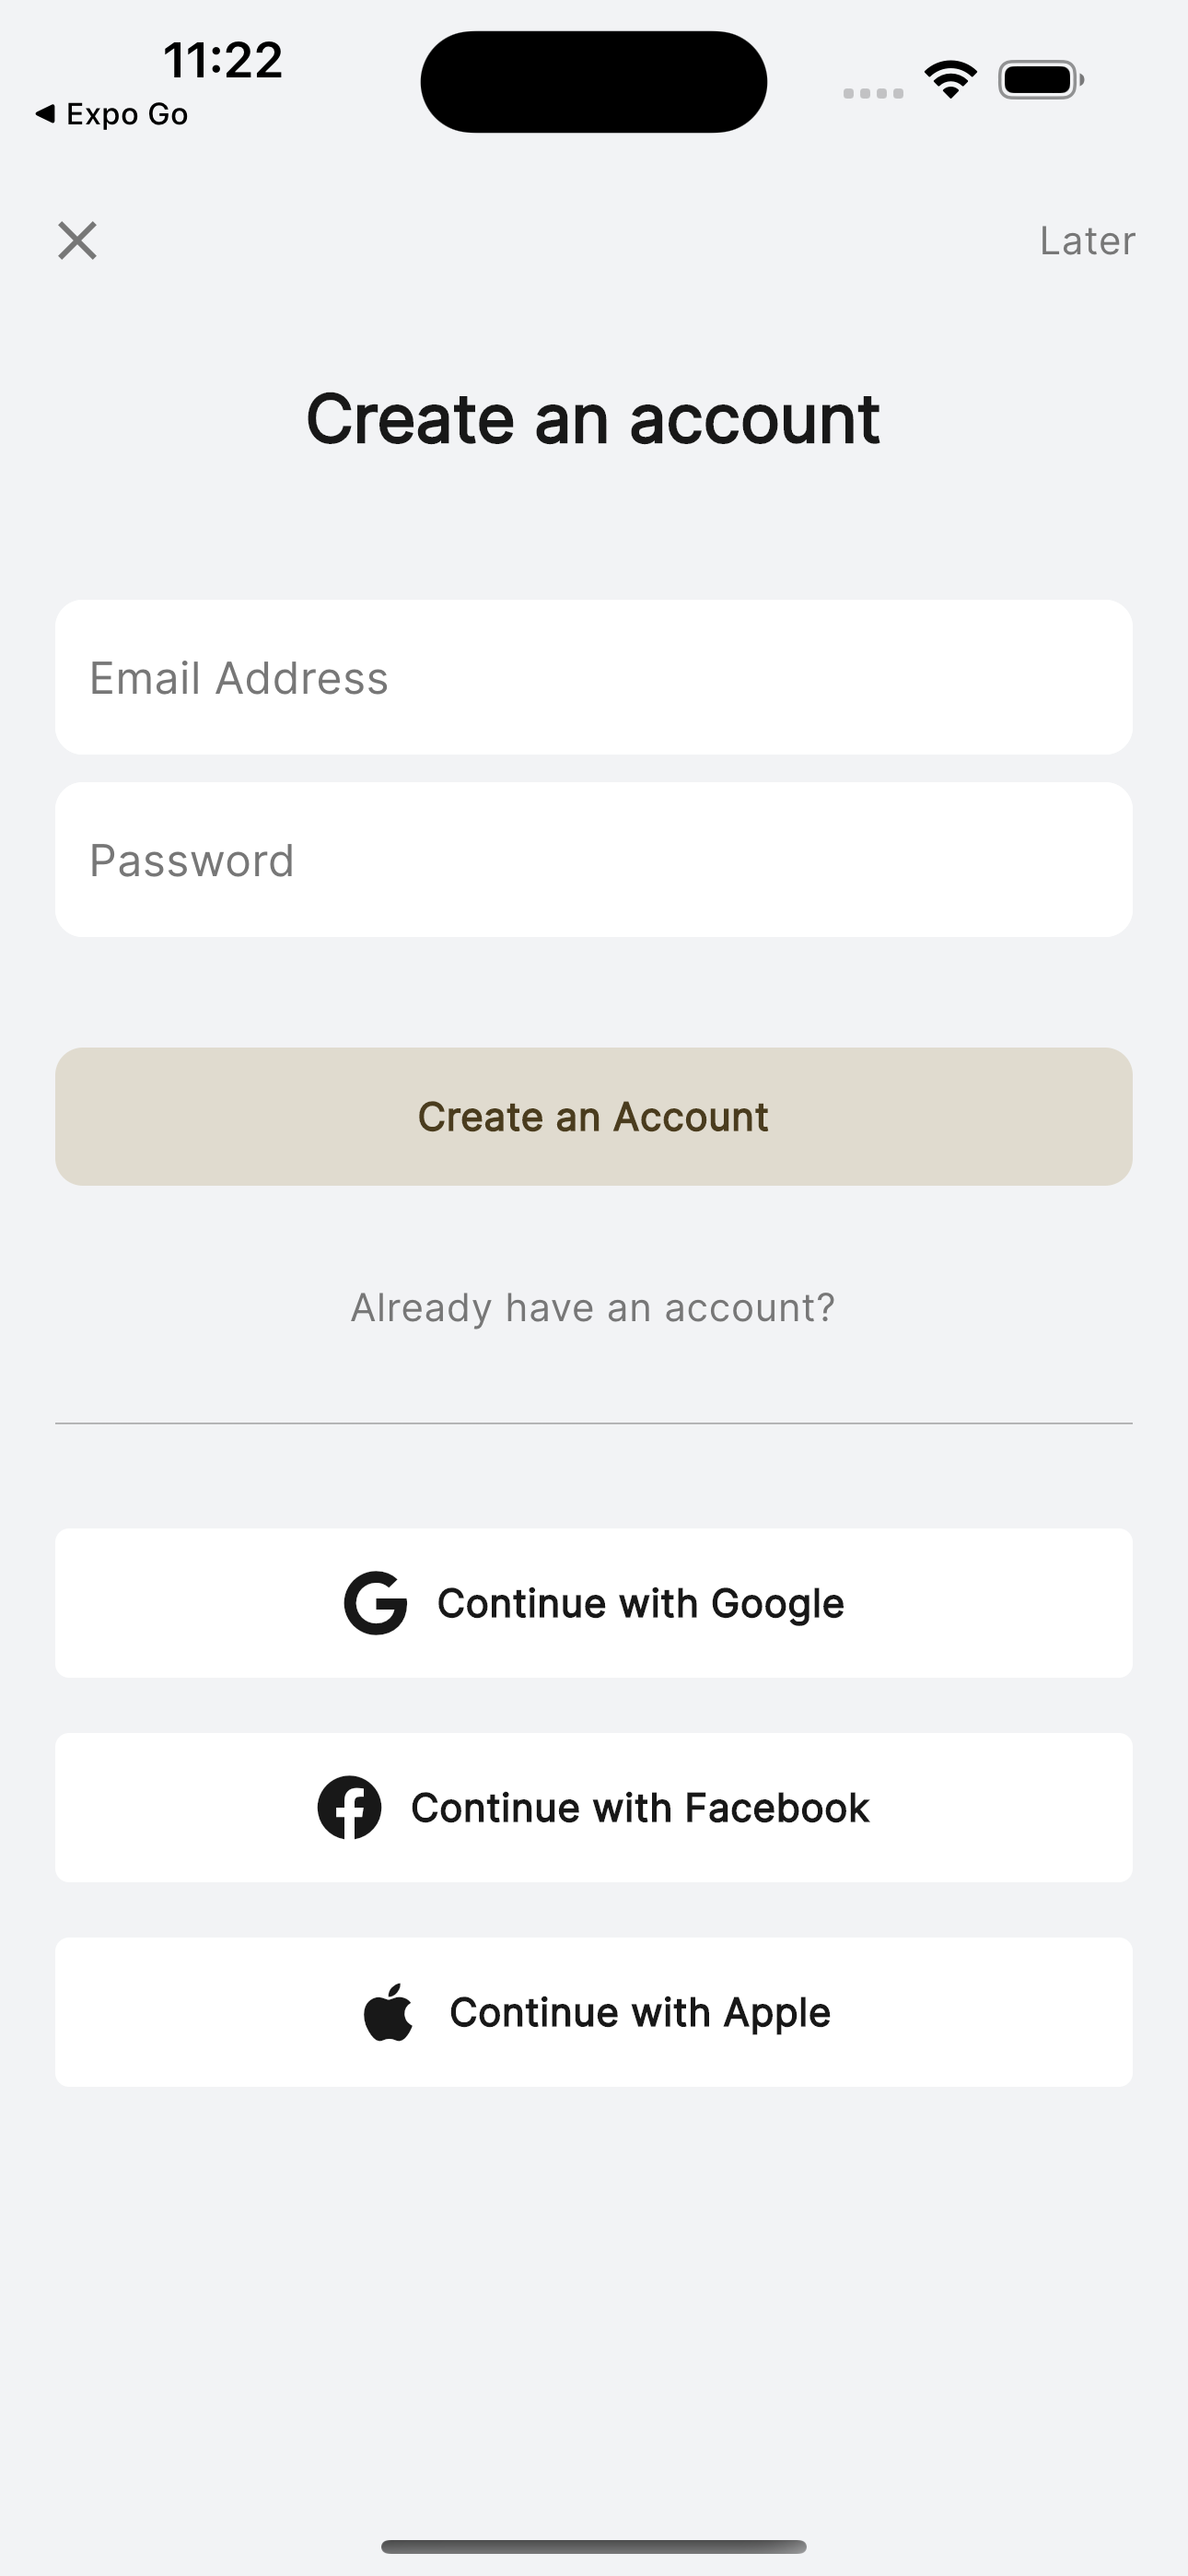 11:22
Expo Go
Later
Create an account
Email Address
Password
Create an Account
Already have an account?
Continue with Google
Continue with Facebook
Continue with Apple